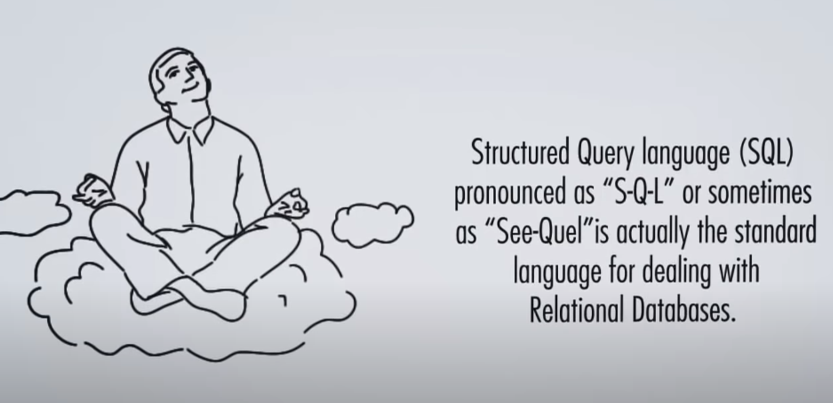 Structured Query language (SQL)
pronounced as “S-Q-L” or sometimes
as “See-Quel”is actually the standard
language for dealing with
Relational Databases.